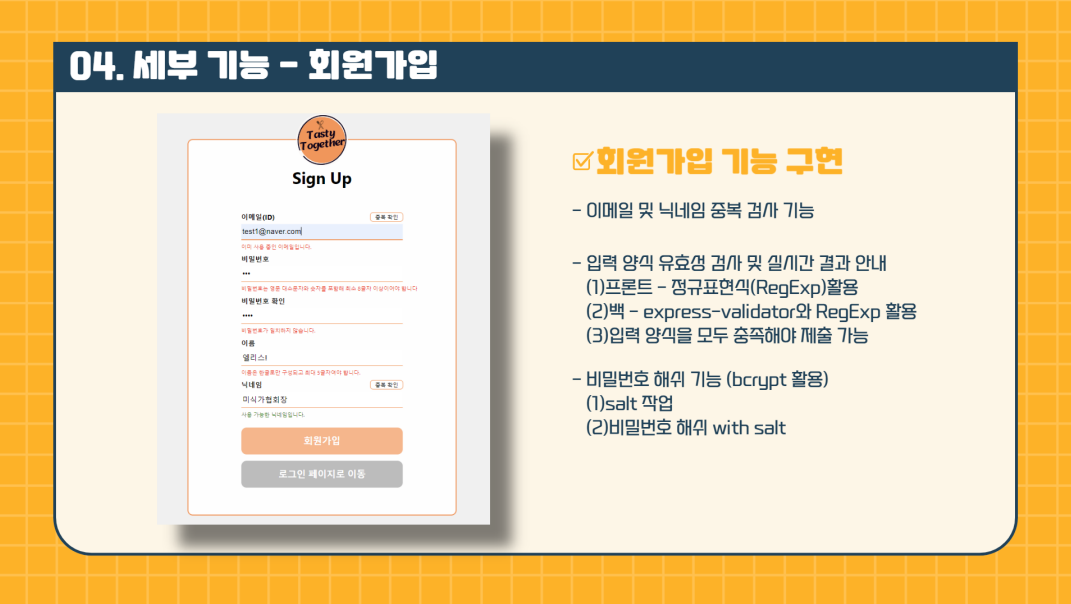 04. 세부 기능 - 회원가입
Tasty
Together
Sign Up
이메일(ID)
중복 확인
test1@naver.com
이미 사용 중인 이메일입니다.
비밀번호
•••
비밀번호는 영문 대소문자와 숫자를 포함해 최소 8글자 이상이어야 합니다.
비밀번호 확인
••••
비밀번호가 일치하지 않습니다.
이름
엘리스!
이름은 한글로만 구성되고 최대 5글자여야 합니다.
닉네임
중복 확인
미식가협회장
사용 가능한 닉네임입니다.
회원가입
로그인 페이지로 이동
회원가입 기능 구현
- 이메일 및 닉네임 중복 검사 기능
- 입력 양식 유효성 검사 및 실시간 결과 안내
(1)프론트 - 정규표현식(RegExp)활용
(2)백 - express-validator와 RegExp 활용
(3)입력 양식을 모두 충족해야 제출 가능
- 비밀번호 해쉬 기능 (bcrypt 활용)
(1)salt 작업
(2)비밀번호 해쉬 with salt